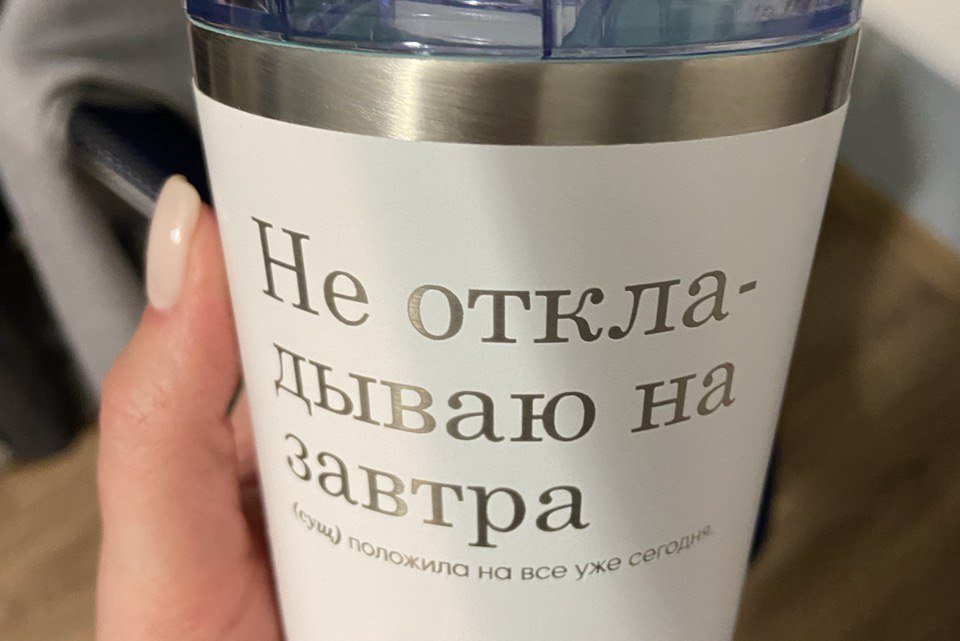 Не откла-
дываю на
завтра
(сущ) положила на все уже сегодня.